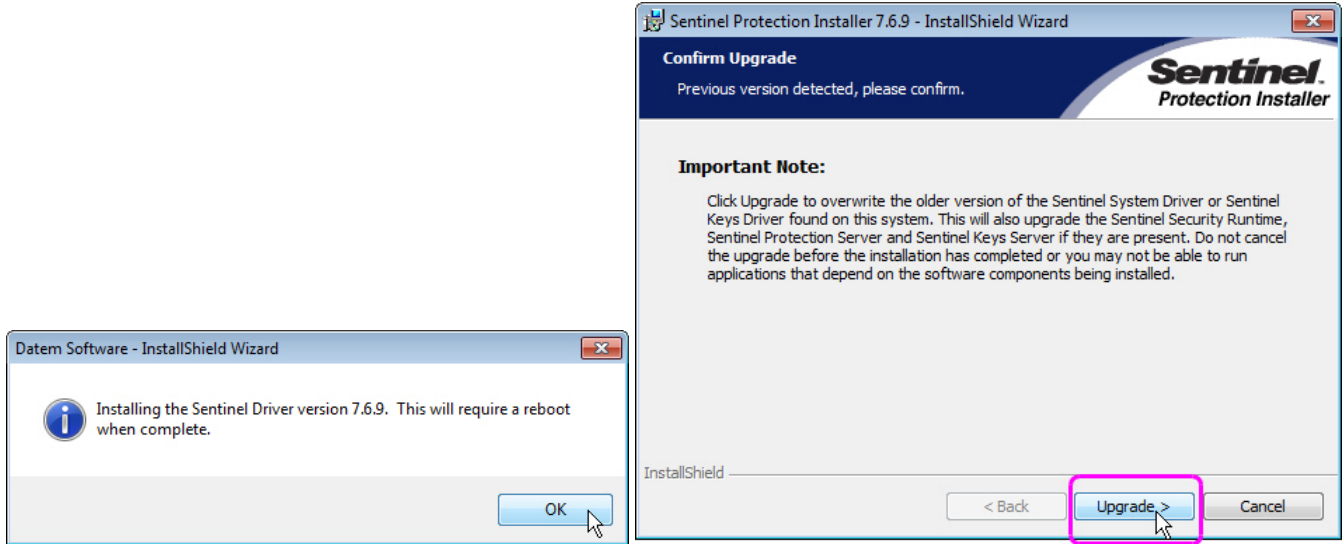 Datem Software - InstallShield Wizard
Installing the Sentinel Driver version 7.6.9. This will require a reboot
when complete.
OK
Sentinel Protection Installer 7.6.9 - InstallShield Wizard
Confirm Upgrade
Previous version detected, please confirm.
Sentinel™
Protection Installer
Important Note:
Click Upgrade to overwrite the older version of the Sentinel System Driver or Sentinel
Keys Driver found on this system. This will also upgrade the Sentinel Security Runtime,
Sentinel Protection Server and Sentinel Keys Server if they are present. Do not cancel
the upgrade before the installation has completed or you may not be able to run
applications that depend on the software components being installed.
InstallShield
< Back
Upgrade >
Cancel